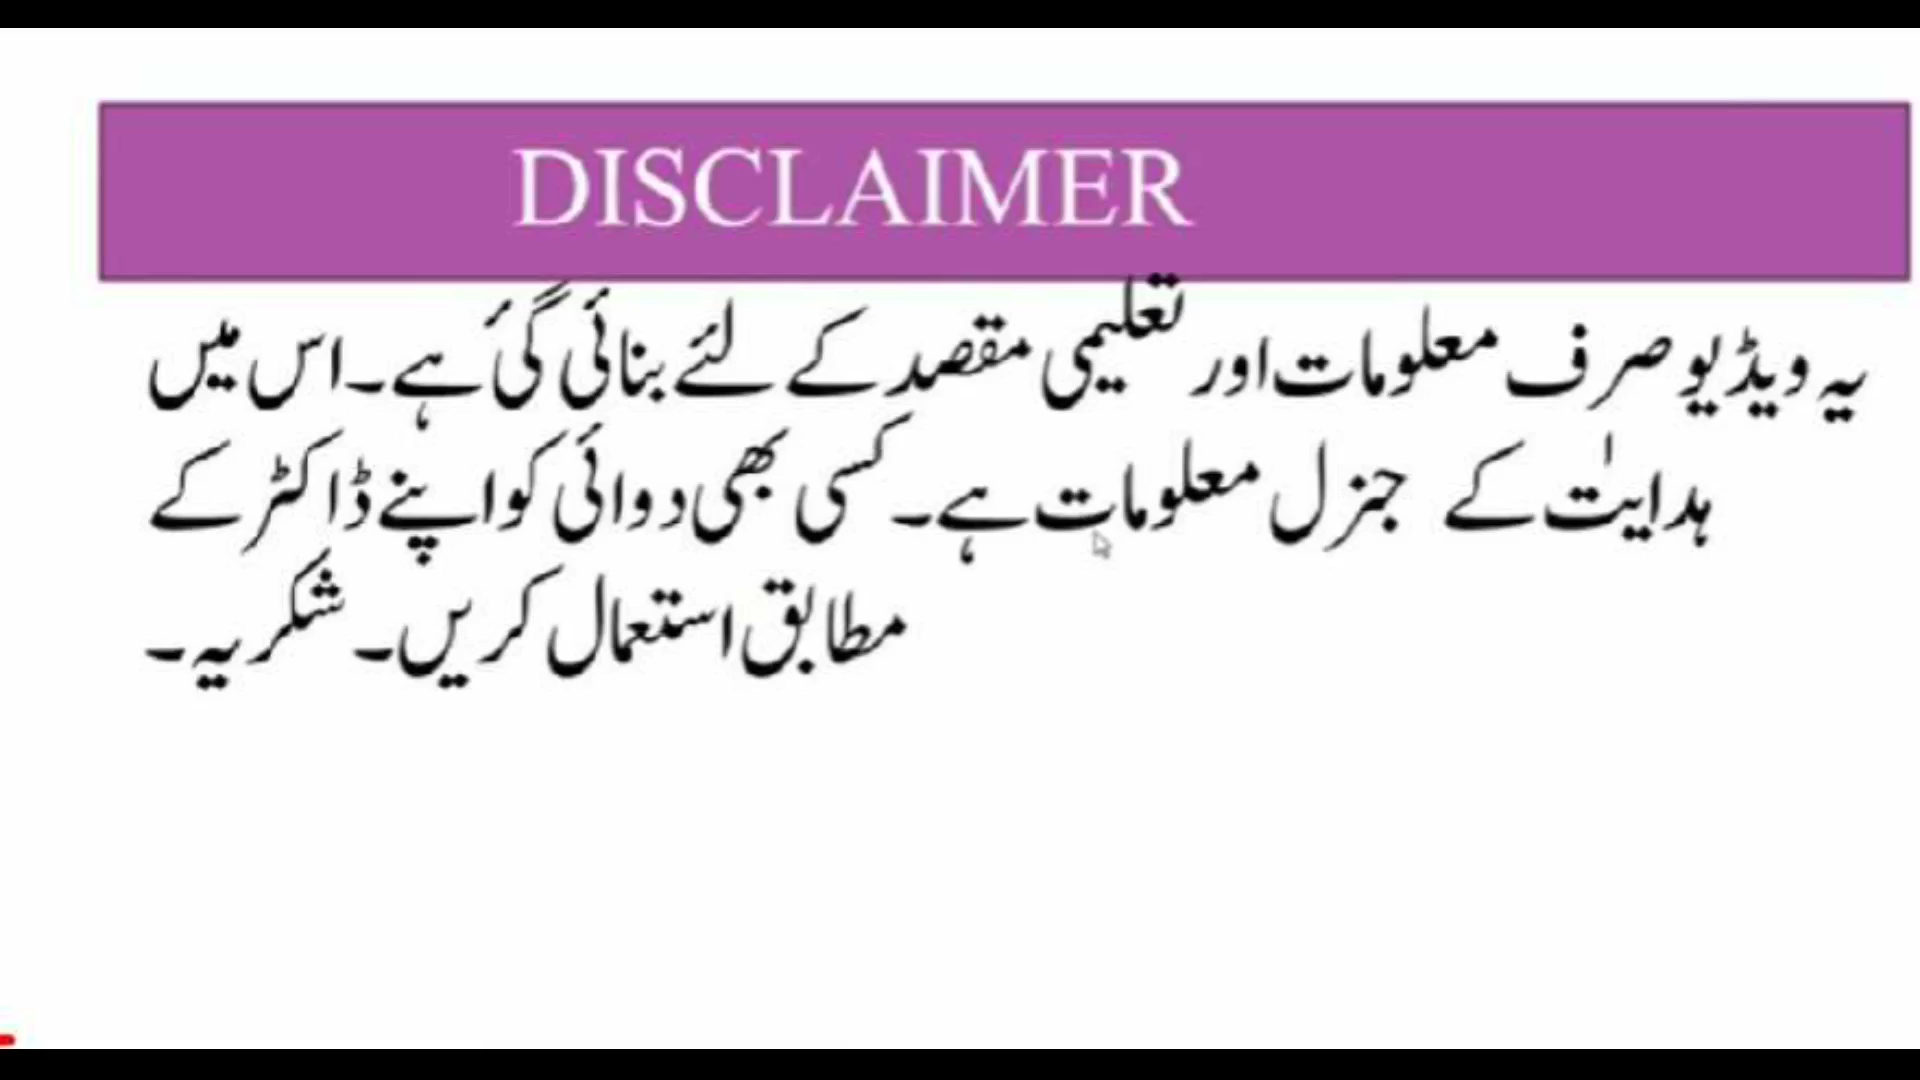 DISCLAIMER
یہ ویڈیو صرف معلومات اور تعلیمی مقصد کے لئے بنائی گئ ہے۔ اس میں
ہدایٰت کے جنرل معلومات ہے۔ کسی بھی دوائی کو اپنے ڈاکٹر کے
مطابق استعمال کریں۔ شکریہ۔